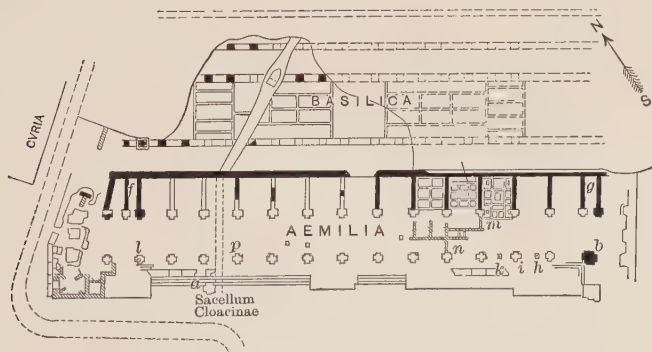 N
S
CVRIA
BASILICA
f
g
AEMILIA
m
l
p
n
b
k
i
h
a
Sacellum
Cloacinae